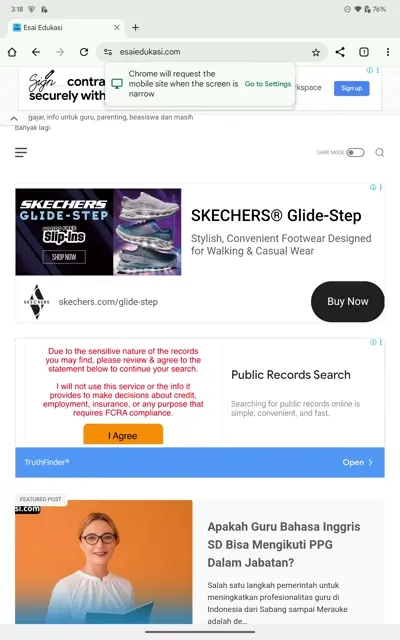 3:18
76%
Esai Edukasi
esaiedukasi.com
1
Chrome will request the
mobile site when the screen is
narrow
Go to Settings
Sign contra
securely with
kspace
Sign up
gajar, info untuk guru, parenting, beasiswa dan masih
banyak lagi.
DARK MODE
SKECHERS
GLIDE-STEP
Slip-ins
SHOP NOW
SKECHERS® Glide-Step
Stylish, Convenient Footwear Designed
for Walking & Casual Wear
SKECHERS
skechers.com/glide-step
Buy Now
Due to the sensitive nature of the records
you may find, please review & agree to the
statement below to continue your search.
I will not use this service or the info it
provides to make decisions about credit,
employment, insurance, or any purpose that
requires FCRA compliance.
I Agree
Public Records Search
Searching for public records online is
simple, convenient, and fast.
TruthFinder®
Open
FEATURED POST
si.com
Apakah Guru Bahasa Inggris
SD Bisa Mengikuti PPG
Dalam Jabatan?
Salah satu langkah pemerintah untuk
meningkatkan profesionalitas guru di
Indonesia dari Sabang sampai Merauke
adalah de...